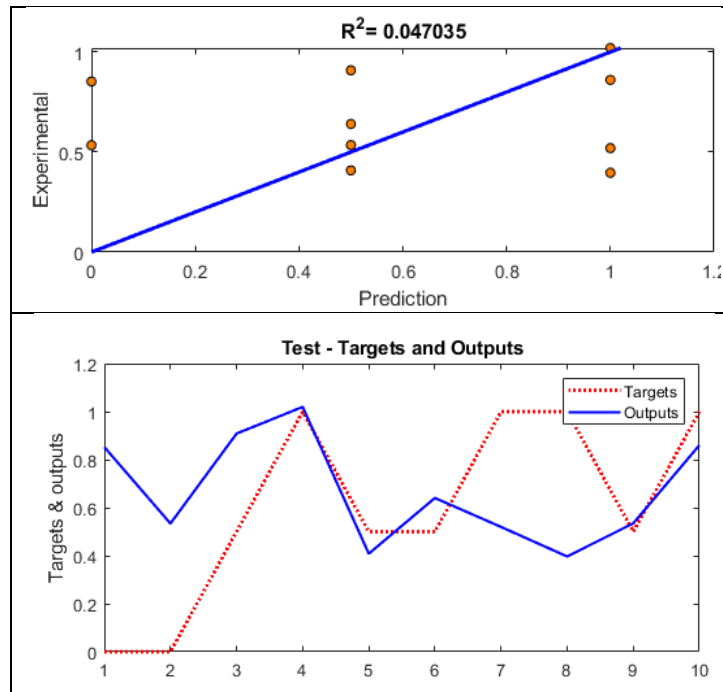 R2= 0.047035
1
0.5
0
Experimental
0 0.2 0.4 0.6 0.8 1 1.2
Prediction
Test - Targets and Outputs
1.2
1
0.8
0.6
0.4
0.2
0
Targets & outputs
Targets
Outputs
1 2 3 4 5 6 7 8 9 10